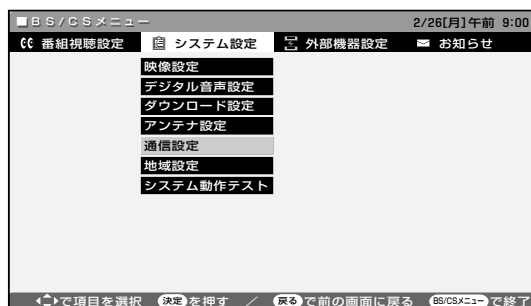 ■BS/CSメニュー 2/26[月]午前 9:00
番組視聴設定 システム設定 外部機器設定 お知らせ
映像設定
デジタル音声設定
ダウンロード設定
アンテナ設定
通信設定
地域設定
システム動作テスト
で項目を選択 決定を押す / 戻るで前の画面に戻る BS/CSメニューで終了